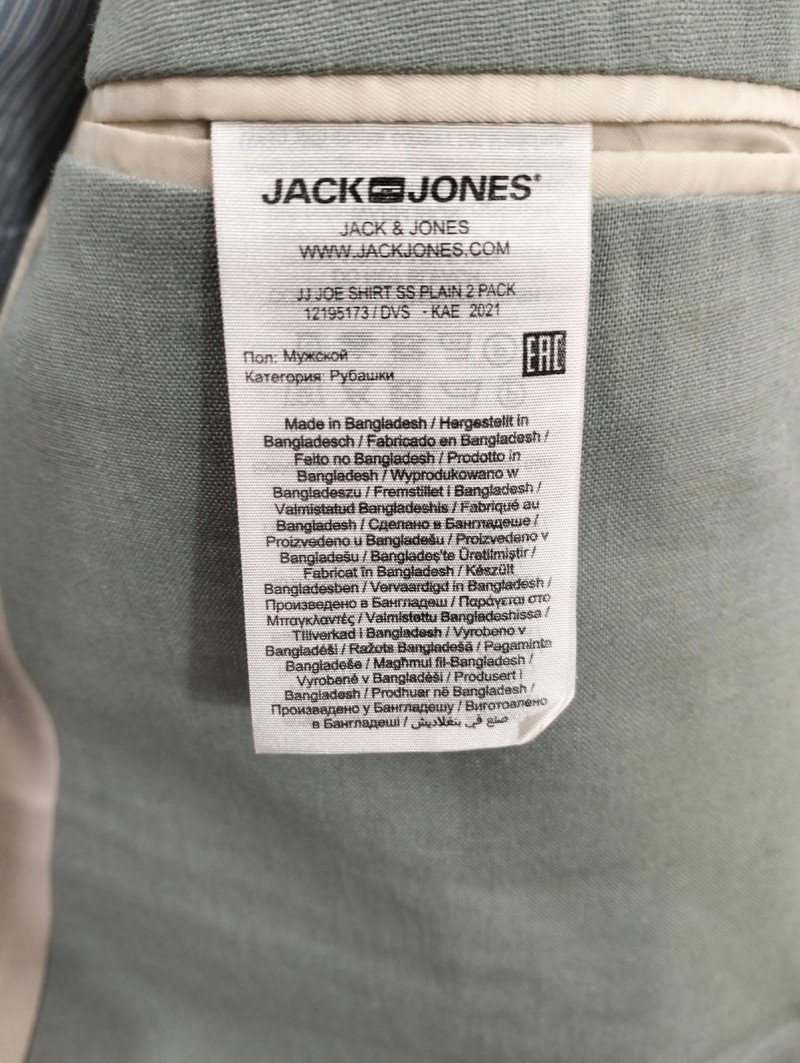 JACK JONES®
JACK & JONES
WWW.JACKJONES.COM
JJ JOE SHIRT SS PLAIN 2 PACK
12195173 / DVS - KAE 2021
Пол: Мужской
Категория: Рубашки
EAC
Made in Bangladesh / Hergestellt in
Bangladesch / Fabricado en Bangladesh /
Feito no Bangladesh / Prodotto in
Bangladesh / Wyprodukowano w
Bangladeszu / Fremstillet i Bangladesh /
Valmistatud Bangladeshis / Fabriqué au
Bangladesh / Сделано в Бангладеше /
Proizvedeno u Bangladešu / Proizvedeno v
Bangladešu / Bangladeş'te Üretilmiştir /
Fabricat în Bangladesh / Készült
Bangladesben / Vervaardigd in Bangladesh /
Произведено в Бангладеш / Παράγεται στο
Μπαγκλαντές / Valmistettu Bangladeshissa /
Tillverkad i Bangladesh / Vyrobeno v
Bangladéši / Ražots Bangladešā / Pagaminta
Bangladeše / Magħmul fil-Bangladesh /
Vyrobené v Bangladéši / Produsert i
Bangladesh / Prodhuar në Bangladesh /
Произведено у Бангладешу / Виготовлено
в Бангладеші / صنع في بنغلاديش